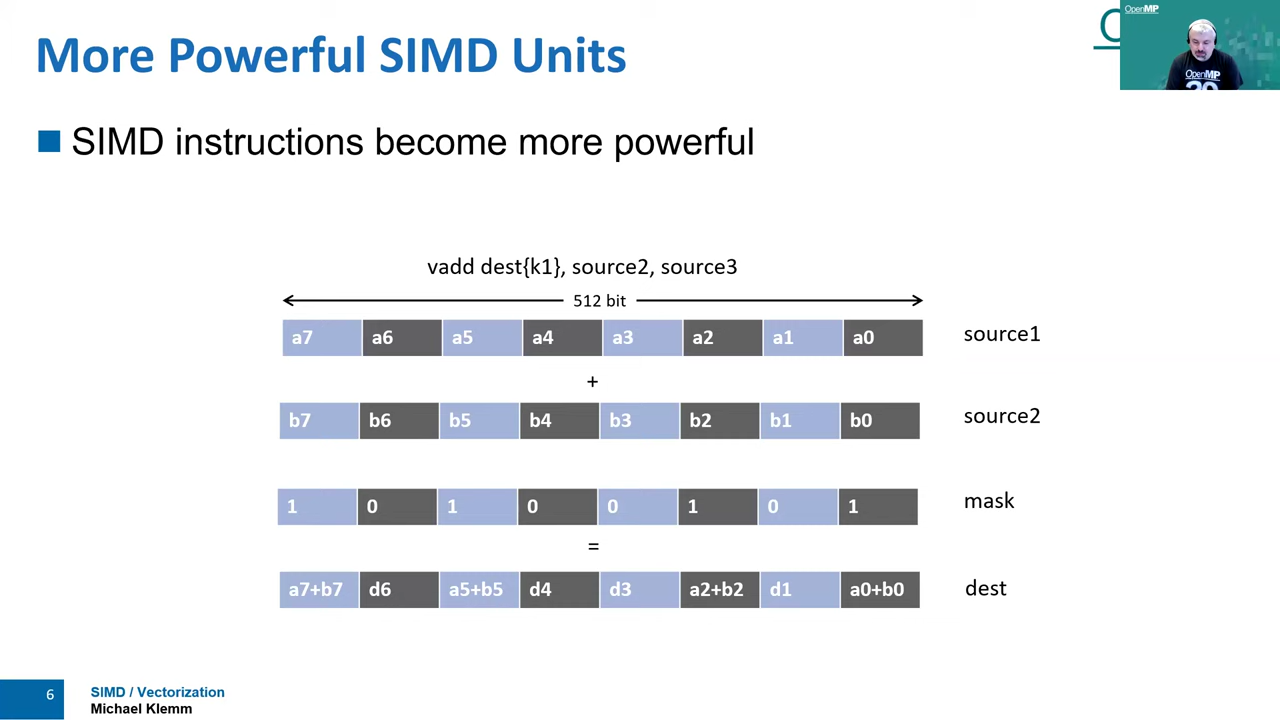 More Powerful SIMD Units
OpenMP
OpenMP
SIMD instructions become more powerful
vadd dest{k1}, source2, source3
512 bit
a7 a6 a5 a4 a3 a2 a1 a0 source1
+
b7 b6 b5 b4 b3 b2 b1 b0 source2
1 0 1 0 0 1 0 1 mask
=
a7+b7 d6 a5+b5 d4 d3 a2+b2 d1 a0+b0 dest
6 SIMD / Vectorization
Michael Klemm